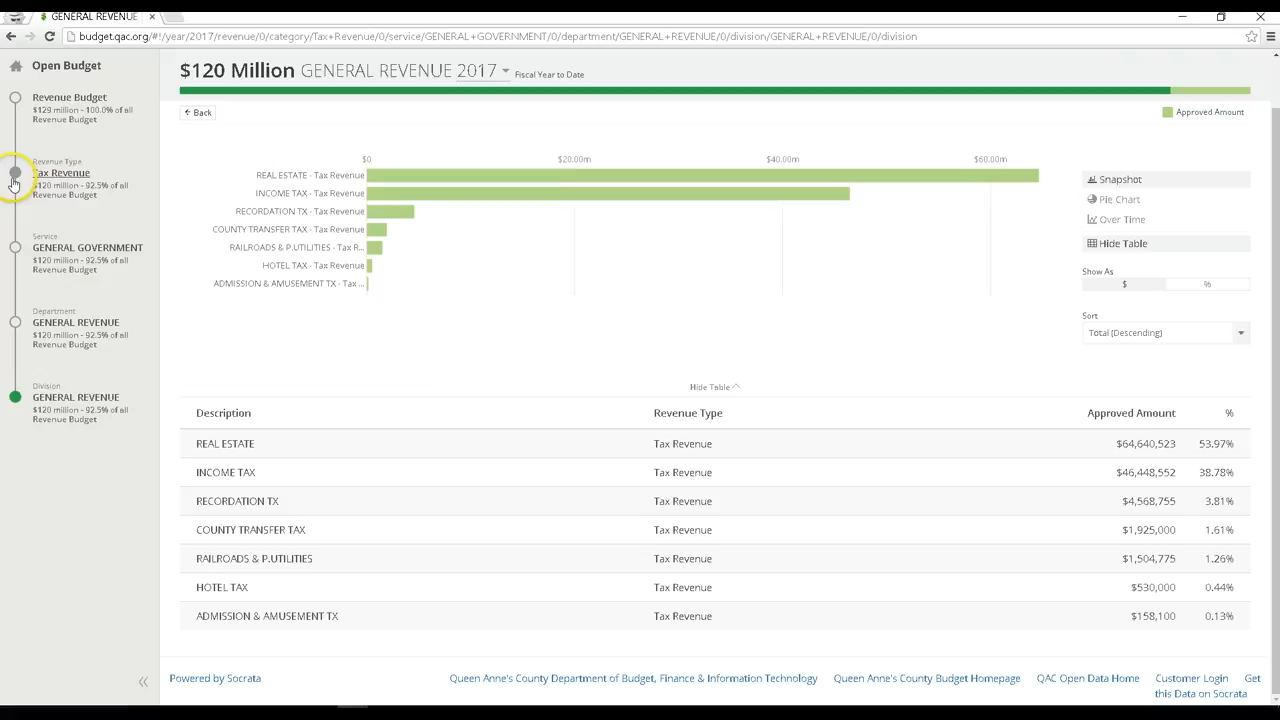 GENERAL REVENUE
budget.qac.org/#!/year/2017/revenue/0/category/Tax+Revenue/0/service/GENERAL+GOVERNMENT/0/department/GENERAL+REVENUE/0/division/GENERAL+REVENUE/0/division
Open Budget
Revenue Budget
$129 million - 100.0% of all
Revenue Budget
Revenue Type
Tax Revenue
$120 million - 92.5% of all
Revenue Budget
Service
GENERAL GOVERNMENT
$120 million - 92.5% of all
Revenue Budget
Department
GENERAL REVENUE
$120 million - 92.5% of all
Revenue Budget
Division
GENERAL REVENUE
$120 million - 92.5% of all
Revenue Budget
$120 Million GENERAL REVENUE 2017 Fiscal Year to Date
Back
Approved Amount
$0 $20.00m $40.00m $60.00m
REAL ESTATE - Tax Revenue
INCOME TAX - Tax Revenue
RECORDATION TX - Tax Revenue
COUNTY TRANSFER TAX - Tax Revenue
RAILROADS & P.UTILITIES - Tax R...
HOTEL TAX - Tax Revenue
ADMISSION & AMUSEMENT TX - Tax ...
Snapshot
Pie Chart
Over Time
Hide Table
Show As
$ %
Sort
Total (Descending)
Hide Table
Description Revenue Type Approved Amount %
REAL ESTATE Tax Revenue $64,640,523 53.97%
INCOME TAX Tax Revenue $46,448,552 38.78%
RECORDATION TX Tax Revenue $4,568,755 3.81%
COUNTY TRANSFER TAX Tax Revenue $1,925,000 1.61%
RAILROADS & P.UTILITIES Tax Revenue $1,504,775 1.26%
HOTEL TAX Tax Revenue $530,000 0.44%
ADMISSION & AMUSEMENT TX Tax Revenue $158,100 0.13%
Powered by Socrata Queen Anne's County Department of Budget, Finance & Information Technology Queen Anne's County Budget Homepage QAC Open Data Home Customer Login Get
this Data on Socrata